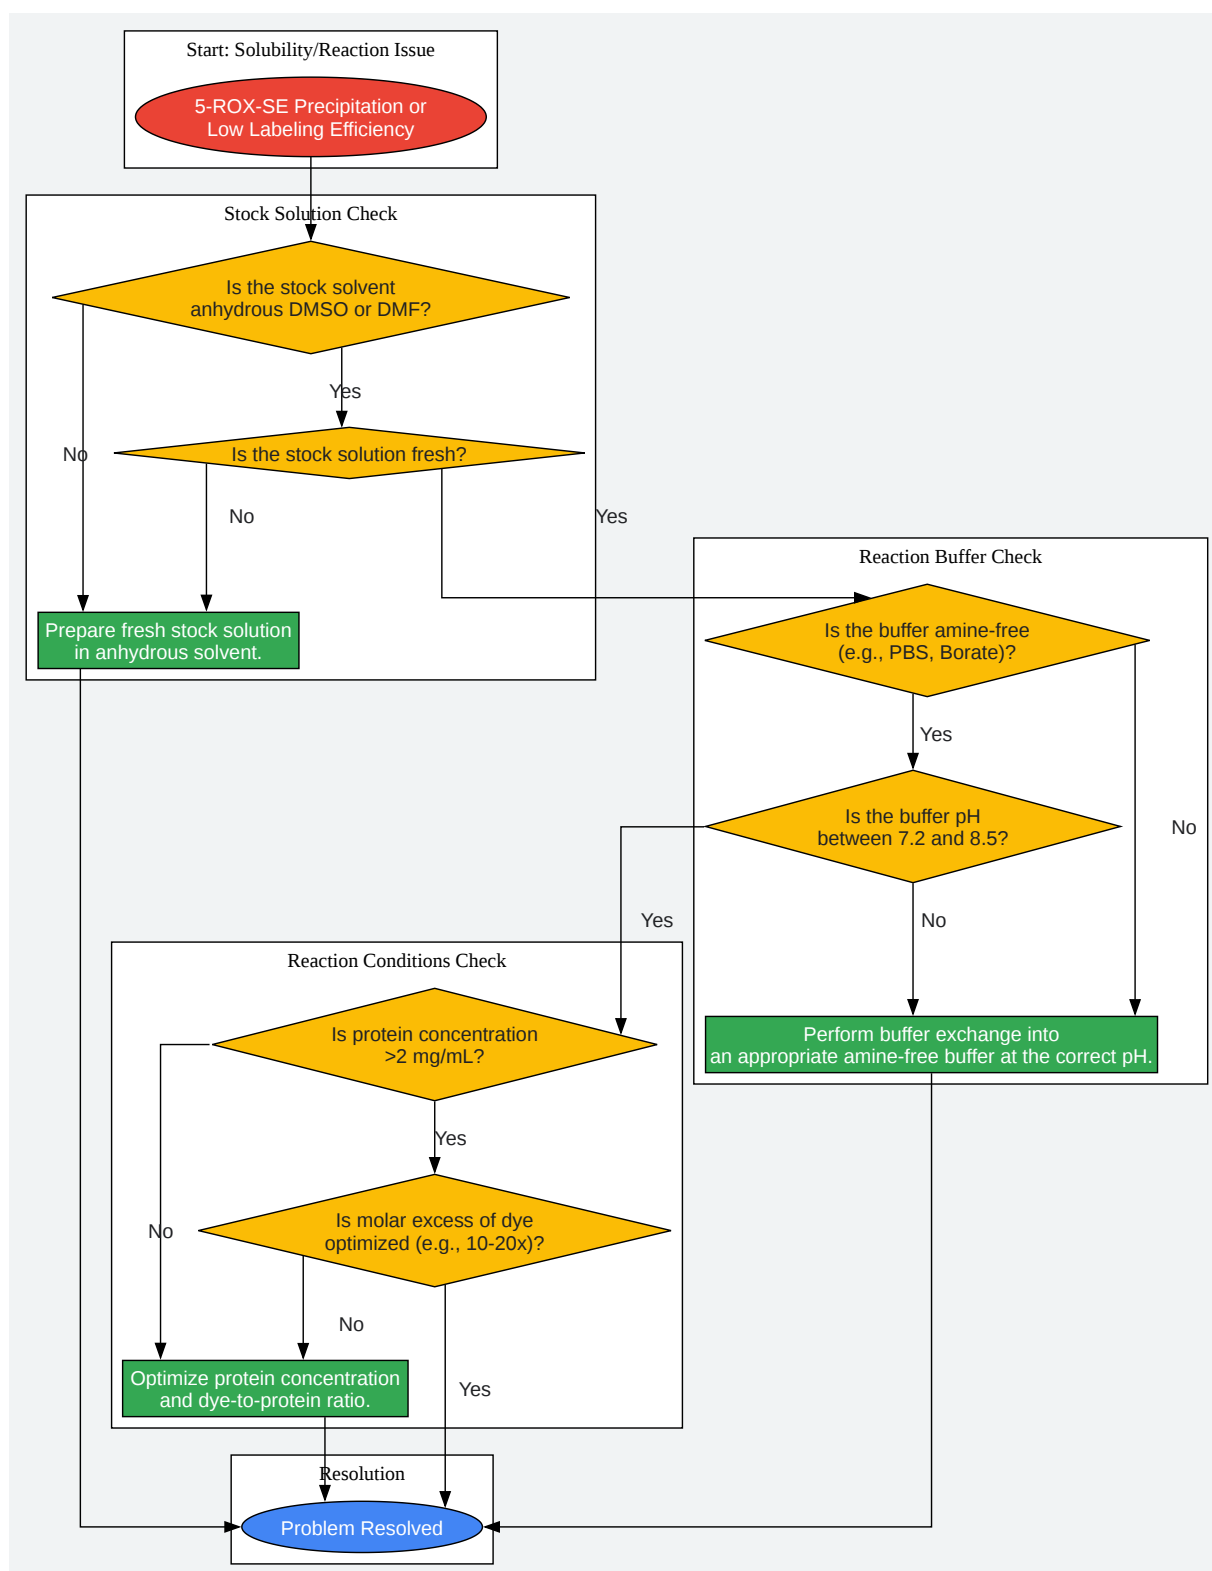 Start: Solubility/Reaction Issue
5-ROX-SE Precipitation or
Low Labeling Efficiency
Stock Solution Check
Is the stock solvent
anhydrous DMSO or DMF?
Yes
No
Is the stock solution fresh?
No
Yes
Prepare fresh stock solution
in anhydrous solvent.
Reaction Buffer Check
Is the buffer amine-free
(e.g., PBS, Borate)?
Yes
No
Is the buffer pH
between 7.2 and 8.5?
Yes
No
Perform buffer exchange into
an appropriate amine-free buffer at the correct pH.
Reaction Conditions Check
Is protein concentration
>2 mg/mL?
Yes
No
Is molar excess of dye
optimized (e.g., 10-20x)?
No
Yes
Optimize protein concentration
and dye-to-protein ratio.
Resolution
Problem Resolved